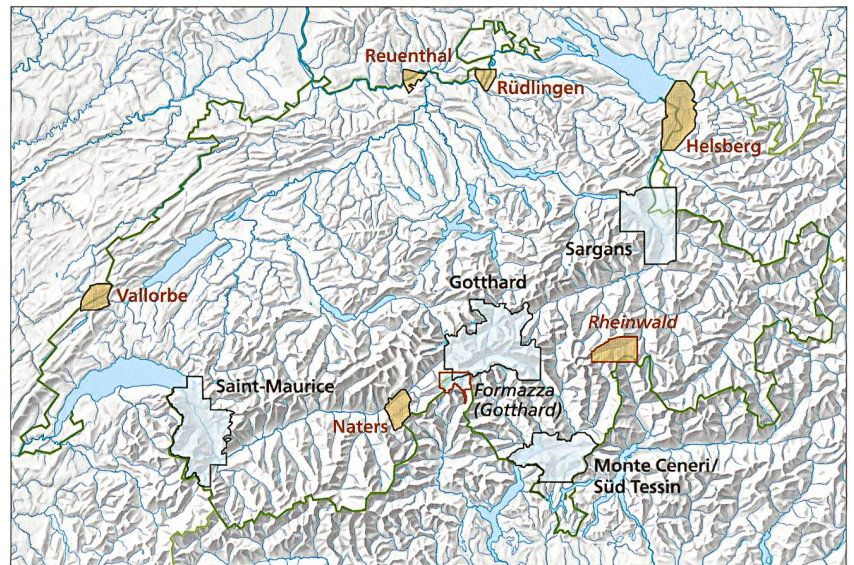 Reuenthal
Rüdlingen
Helsberg
Sargans
Vallorbe
Gotthard
Rheinwald
Saint-Maurice
Formazza
(Gotthard)
Naters
Monte Ceneri/
Süd Tessin